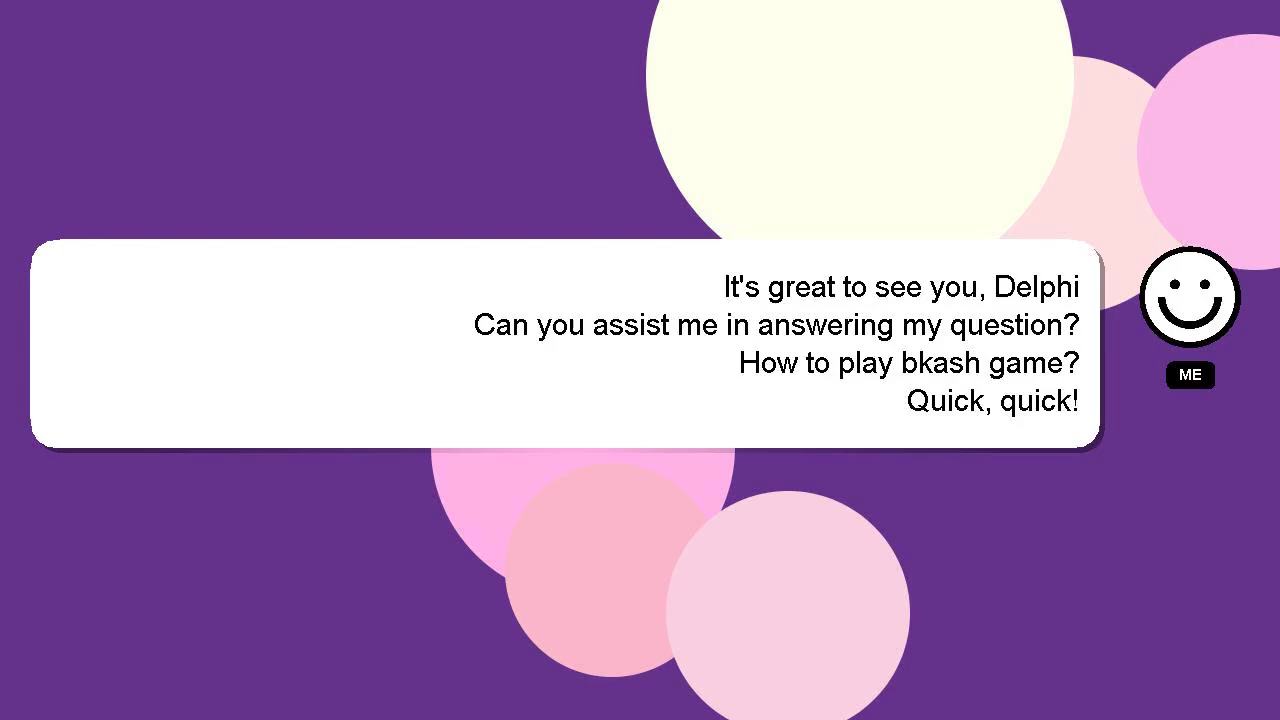 It's great to see you, Delphi
Can you assist me in answering my question?
How to play bkash game?
Quick, quick!
ME